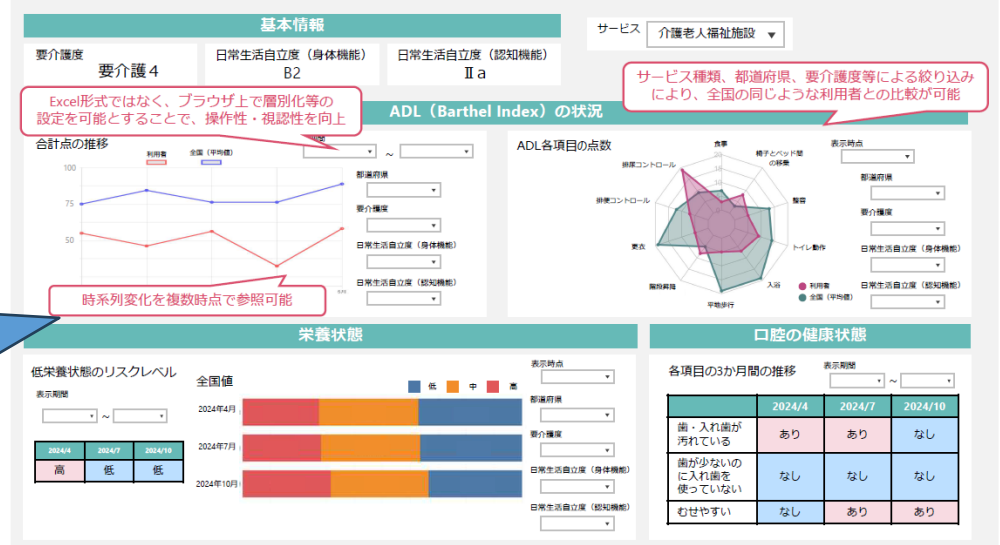 基本情報
サービス
介護老人福祉施設
要介護度
要介護4
日常生活自立度（身体機能）
B2
日常生活自立度（認知機能）
Ⅱa
Excel形式ではなく、ブラウザ上で層別化等の
設定を可能とすることで、操作性・視認性を向上
サービス種類、都道府県、要介護度等による絞り込み
により、全国の同じような利用者との比較が可能
ADL（Barthel Index）の状況
合計点の推移
利用者
全国（平均値）
～
100
75
50
都道府県
要介護度
日常生活自立度（身体機能）
日常生活自立度（認知機能）
時系列変化を複数時点で参照可能
ADL各項目の点数
食事
椅子とベッド間
の移乗
整容
トイレ動作
入浴
平地歩行
階段昇降
更衣
排便コントロール
排尿コントロール
利用者
全国（平均値）
表示時点
都道府県
要介護度
日常生活自立度（身体機能）
日常生活自立度（認知機能）
栄養状態
低栄養状態のリスクレベル
表示期間
～
2024/4 2024/7 2024/10
高 低 低
全国値
低 中 高
2024年4月
2024年7月
2024年10月
表示時点
都道府県
要介護度
日常生活自立度（身体機能）
日常生活自立度（認知機能）
口腔の健康状態
各項目の3か月間の推移
表示期間
～
2024/4 2024/7 2024/10
歯・入れ歯が
汚れている
あり あり なし
歯が少ないの
に入れ歯を
使っていない
なし なし なし
むせやすい なし あり あり